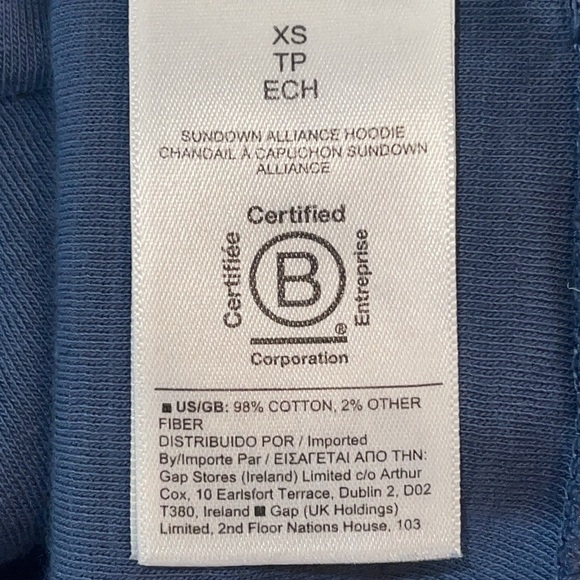 XS
TP
ECH
SUNDOWN ALLIANCE HOODIE
CHANDAIL À CAPUCHON SUNDOWN
ALLIANCE
Certified
Certifiée
B
Entreprise
®
Corporation
US/GB: 98% COTTON, 2% OTHER
FIBER
DISTRIBUIDO POR / Imported
By/Importe Par / ΕΙΣΑΓΕΤΑΙ ΑΠΟ ΤΗΝ:
Gap Stores (Ireland) Limited c/o Arthur
Cox, 10 Earlsfort Terrace, Dublin 2, D02
T380, Ireland ■ Gap (UK Holdings)
Limited, 2nd Floor Nations House, 103